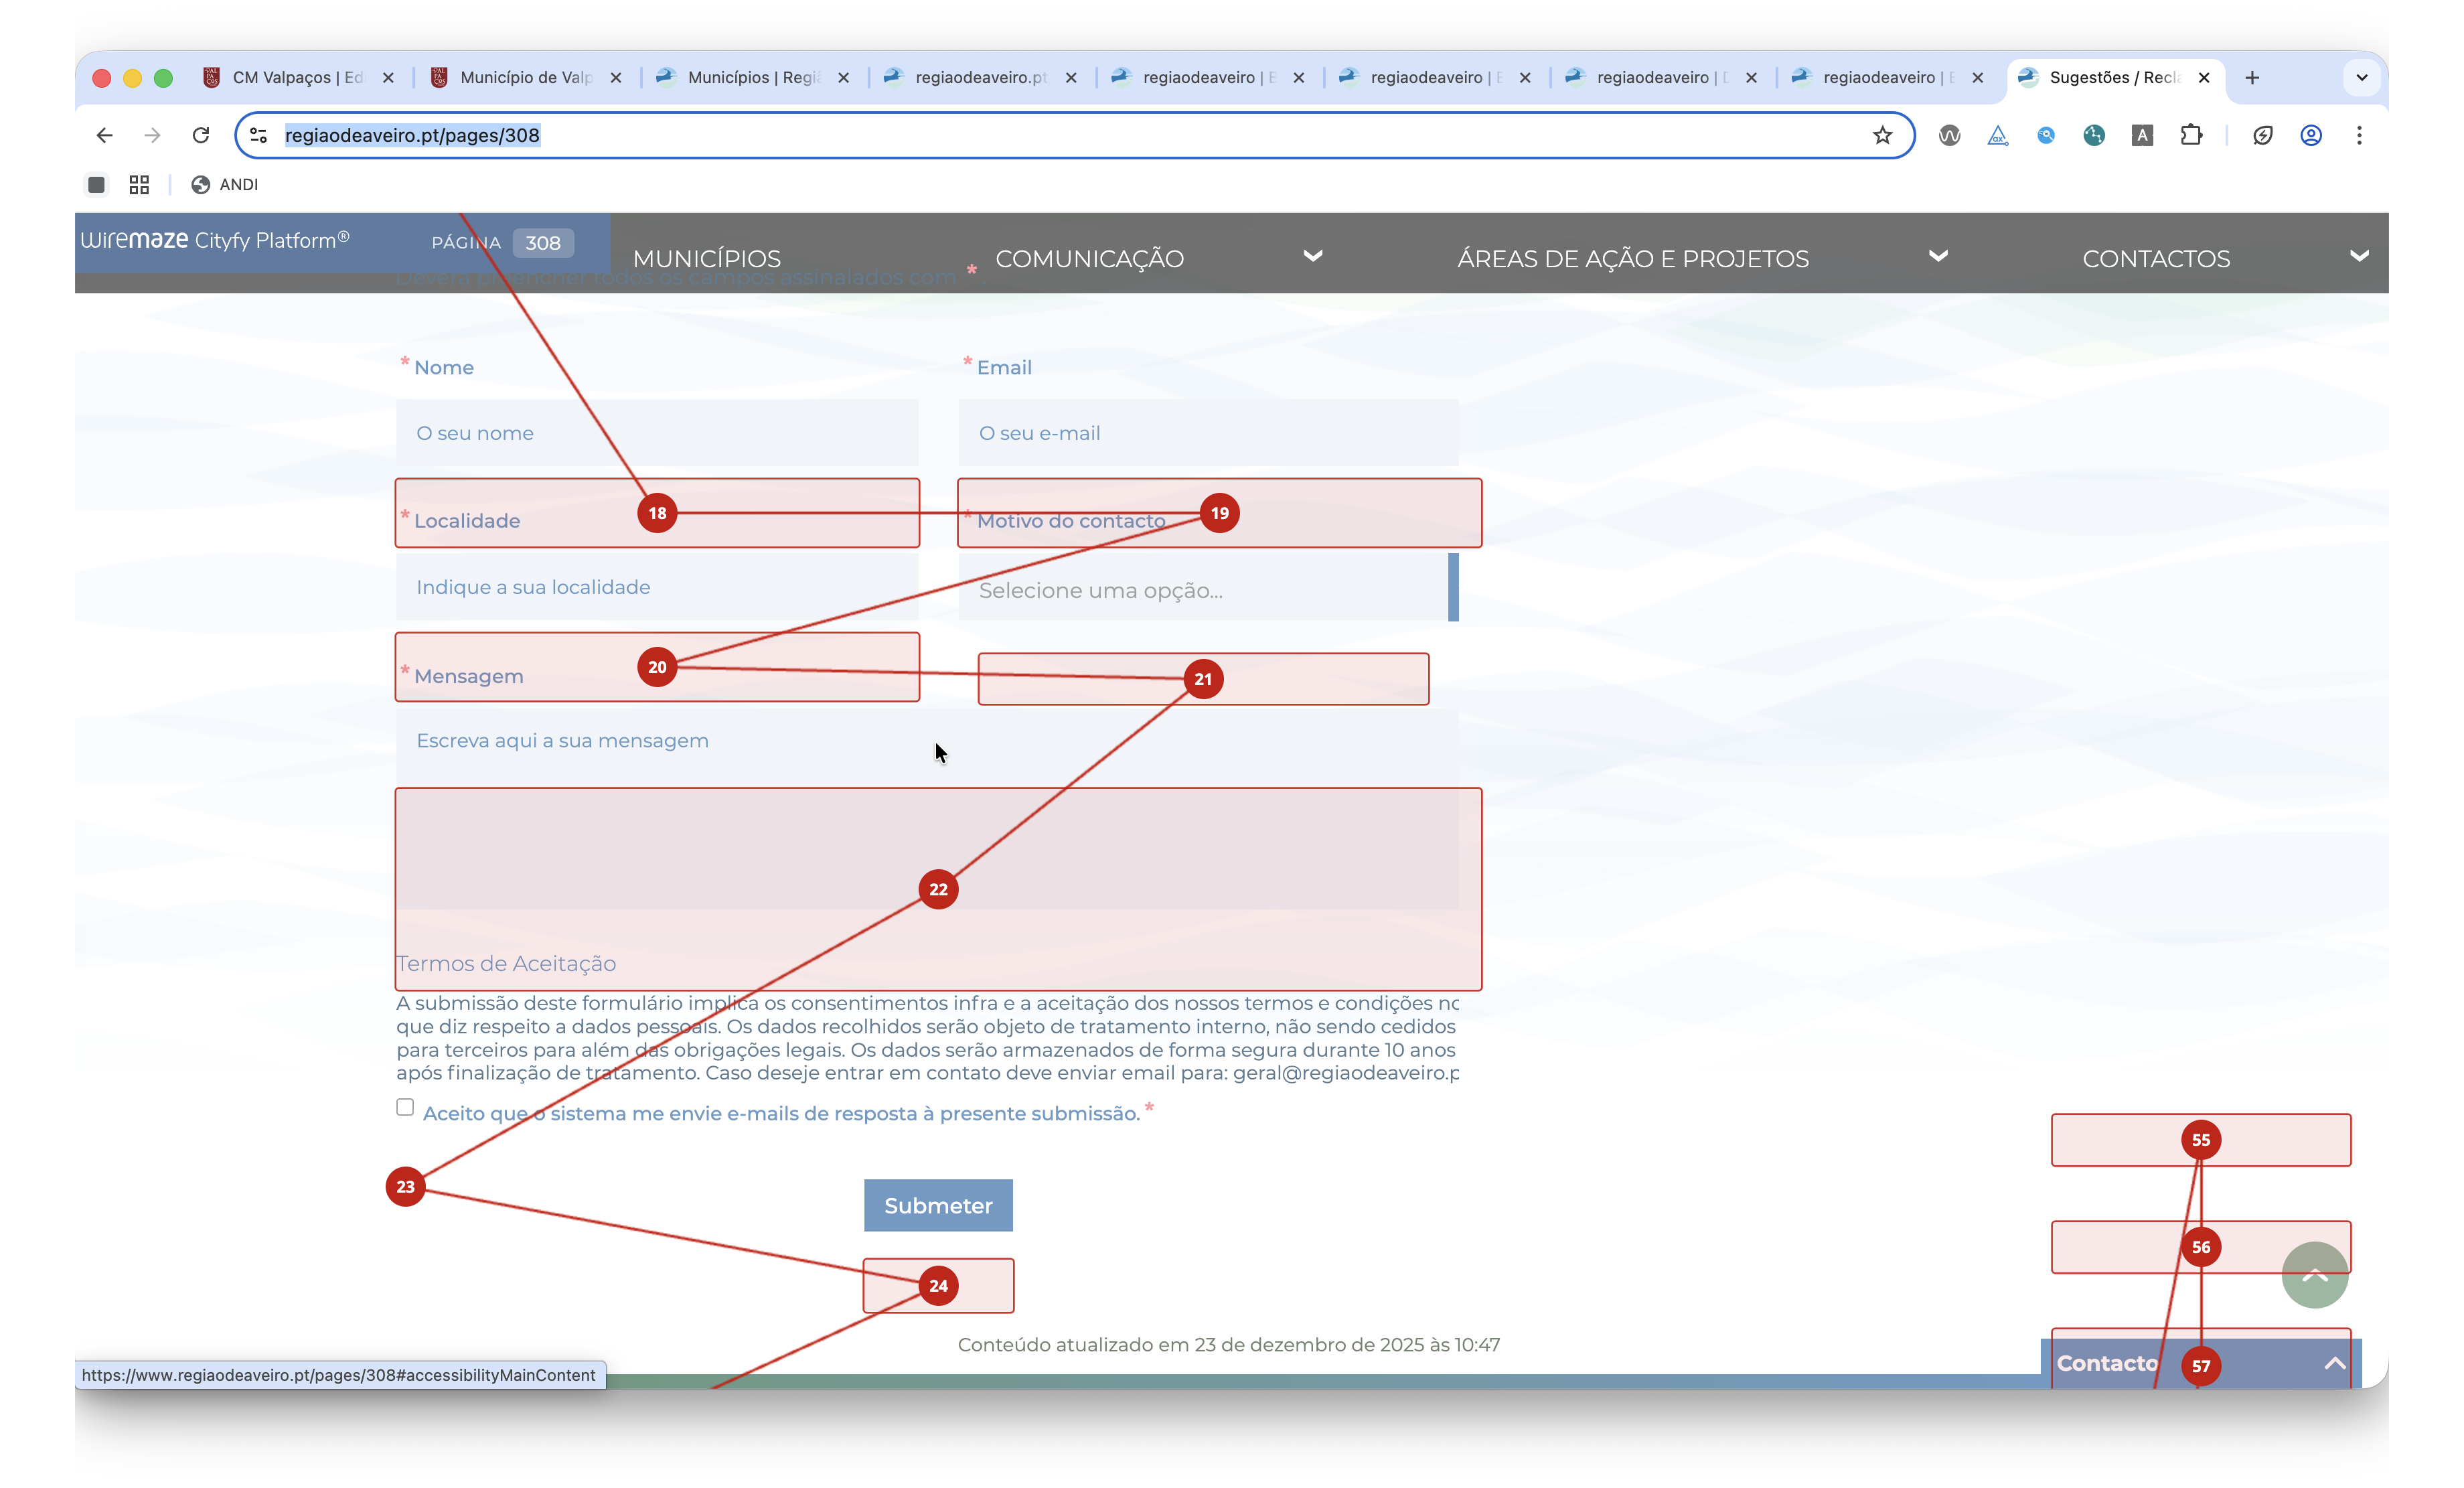 CM Valpaços | Ed
Município de Valp
Municípios | Regi
regiaodeaveiro.pt
regiaodeaveiro | E
regiaodeaveiro | E
regiaodeaveiro | D
regiaodeaveiro | E
Sugestões / Recla
regiaodeaveiro.pt/pages/308
ANDI
wiremaze Cityfy Platform®
PÁGINA 308
MUNICÍPIOS
COMUNICAÇÃO
ÁREAS DE AÇÃO E PROJETOS
CONTACTOS
Deverá preencher todos os campos assinalados com *
* Nome
* Email
O seu nome
O seu e-mail
* Localidade
18
* Motivo do contacto
19
Indique a sua localidade
Selecione uma opção...
* Mensagem
20
21
Escreva aqui a sua mensagem
22
Termos de Aceitação
A submissão deste formulário implica os consentimentos infra e a aceitação dos nossos termos e condições no
que diz respeito a dados pessoais. Os dados recolhidos serão objeto de tratamento interno, não sendo cedidos
para terceiros para além das obrigações legais. Os dados serão armazenados de forma segura durante 10 anos
após finalização de tratamento. Caso deseje entrar em contato deve enviar email para: geral@regiaodeaveiro.p
Aceito que o sistema me envie e-mails de resposta à presente submissão. *
55
23
Submeter
56
24
Conteúdo atualizado em 23 de dezembro de 2025 às 10:47
Contacto
57
https://www.regiaodeaveiro.pt/pages/308#accessibilityMainContent